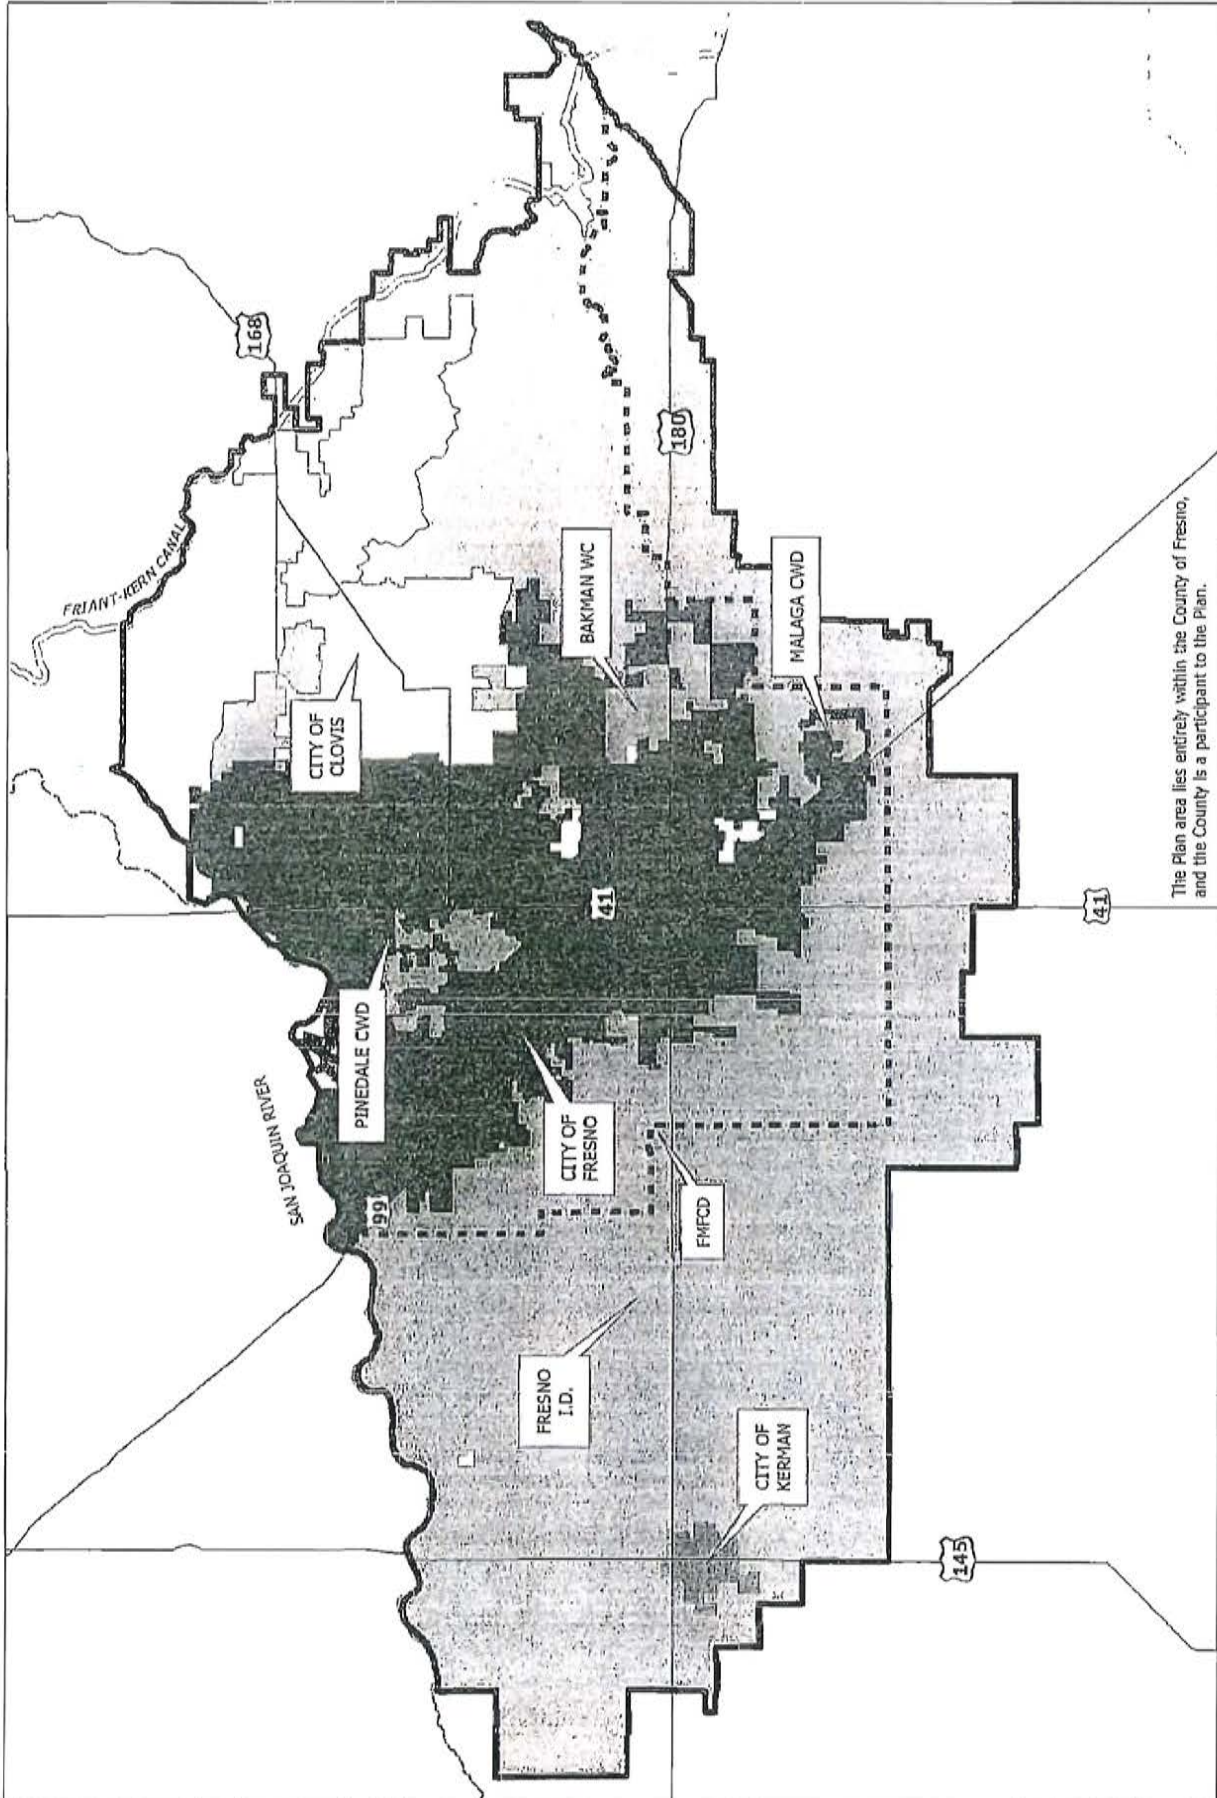 168
FRIANT-KERN CANAL
180
BAKMAN WC
MALAGA CWD
CITY OF
CLOVIS
41
41
PINEDALE CWD
SAN JOAQUIN RIVER
CITY OF
FRESNO
99
FMFCD
FRESNO
I.D.
CITY OF
KERMAN
145
The Plan area lies entirely within the County of Fresno,
and the County is a participant to the Plan.